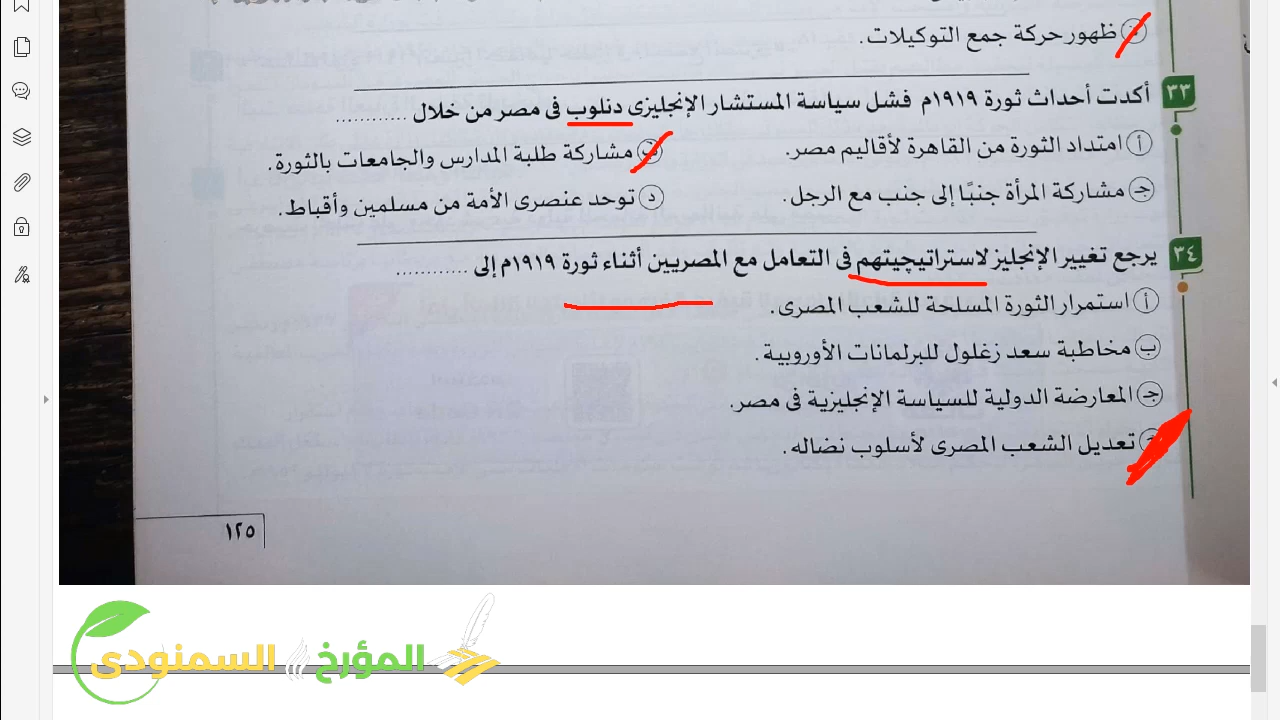 ظهور حركة جمع التوكيلات.
٣٣ أكدت أحداث ثورة ١٩١٩م فشل سياسة المستشار الإنجليزى دنلوب فى مصر من خلال ............
أ امتداد الثورة من القاهرة لأقاليم مصر.
ب مشاركة طلبة المدارس والجامعات بالثورة.
جـ مشاركة المرأة جنبًا إلى جنب مع الرجل.
د توحد عنصرى الأمة من مسلمين وأقباط.
٣٤ يرجع تغيير الإنجليز لاستراتيچيتهم فى التعامل مع المصريين أثناء ثورة ١٩١٩م إلى ............
أ استمرار الثورة المسلحة للشعب المصرى.
ب مخاطبة سعد زغلول للبرلمانات الأوروبية.
جـ المعارضة الدولية للسياسة الإنجليزية فى مصر.
تعديل الشعب المصرى لأسلوب نضاله.
١٢٥
المؤرخ السمنودى